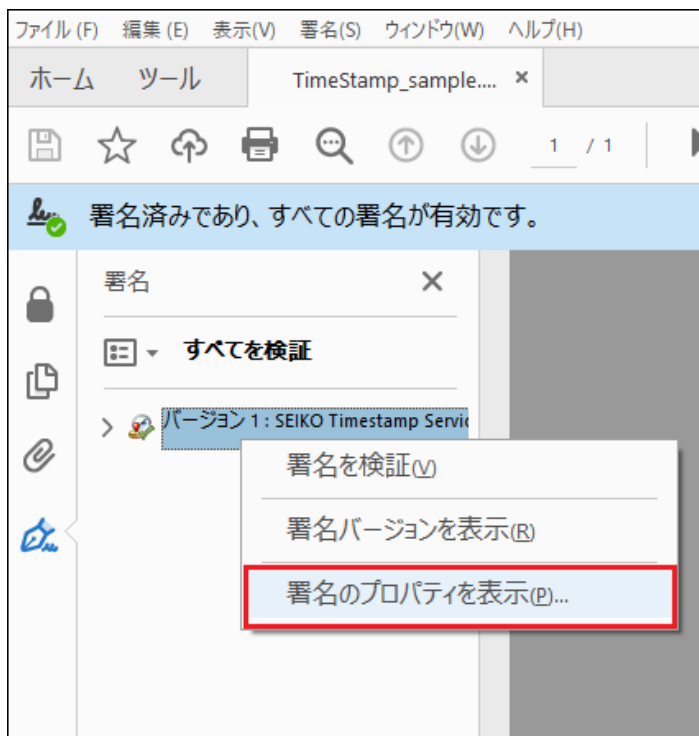 ファイル(F) 編集(E) 表示(V) 署名(S) ウィンドウ(W) ヘルプ(H)
ホーム ツール TimeStamp_sample.... ×
1 / 1
署名済みであり、すべての署名が有効です。
署名
すべてを検証
バージョン 1 : SEIKO Timestamp Servic
署名を検証(V)
署名バージョンを表示(R)
署名のプロパティを表示(P)...